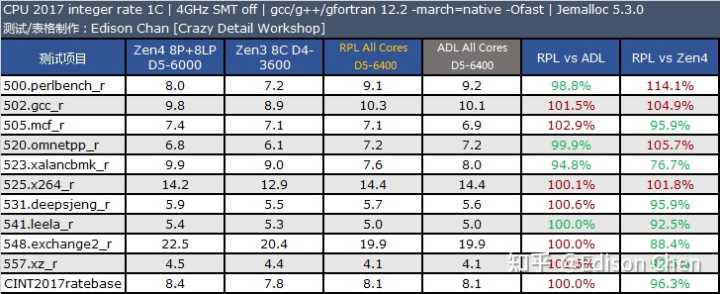 CPU 2017 integer rate 1C | 4GHz SMT off | gcc/g++/gfortran 12.2 -march=native -Ofast | Jemalloc 5.3.0
测试/表格制作：Edison Chan [Crazy Detail Workshop]
测试项目 Zen4 8P+8LP D5-6000 Zen3 8C D4-3600 RPL All Cores D5-6400 ADL All Cores D5-6400 RPL vs ADL RPL vs Zen4
500.perlbench_r 8.0 7.2 9.1 9.2 98.8% 114.1%
502.gcc_r 9.8 8.9 10.3 10.1 101.5% 104.9%
505.mcf_r 7.4 7.1 7.1 6.9 102.9% 95.9%
520.omnetpp_r 6.8 6.1 7.2 7.2 99.9% 105.7%
523.xalancbmk_r 9.9 9.0 7.6 8.0 94.8% 76.7%
525.x264_r 14.2 12.9 14.4 14.4 100.1% 101.8%
531.deepsjeng_r 5.9 5.5 5.7 5.6 100.6% 95.9%
541.leela_r 5.4 5.3 5.0 5.0 100.0% 92.5%
548.exchange2_r 22.5 20.4 19.9 19.9 100.0% 88.4%
557.xz_r 4.5 4.4 4.1 4.1
CINT2017ratebase 8.4 7.8 8.1 8.1 100.0% 96.3%
知乎 @Edison Chen